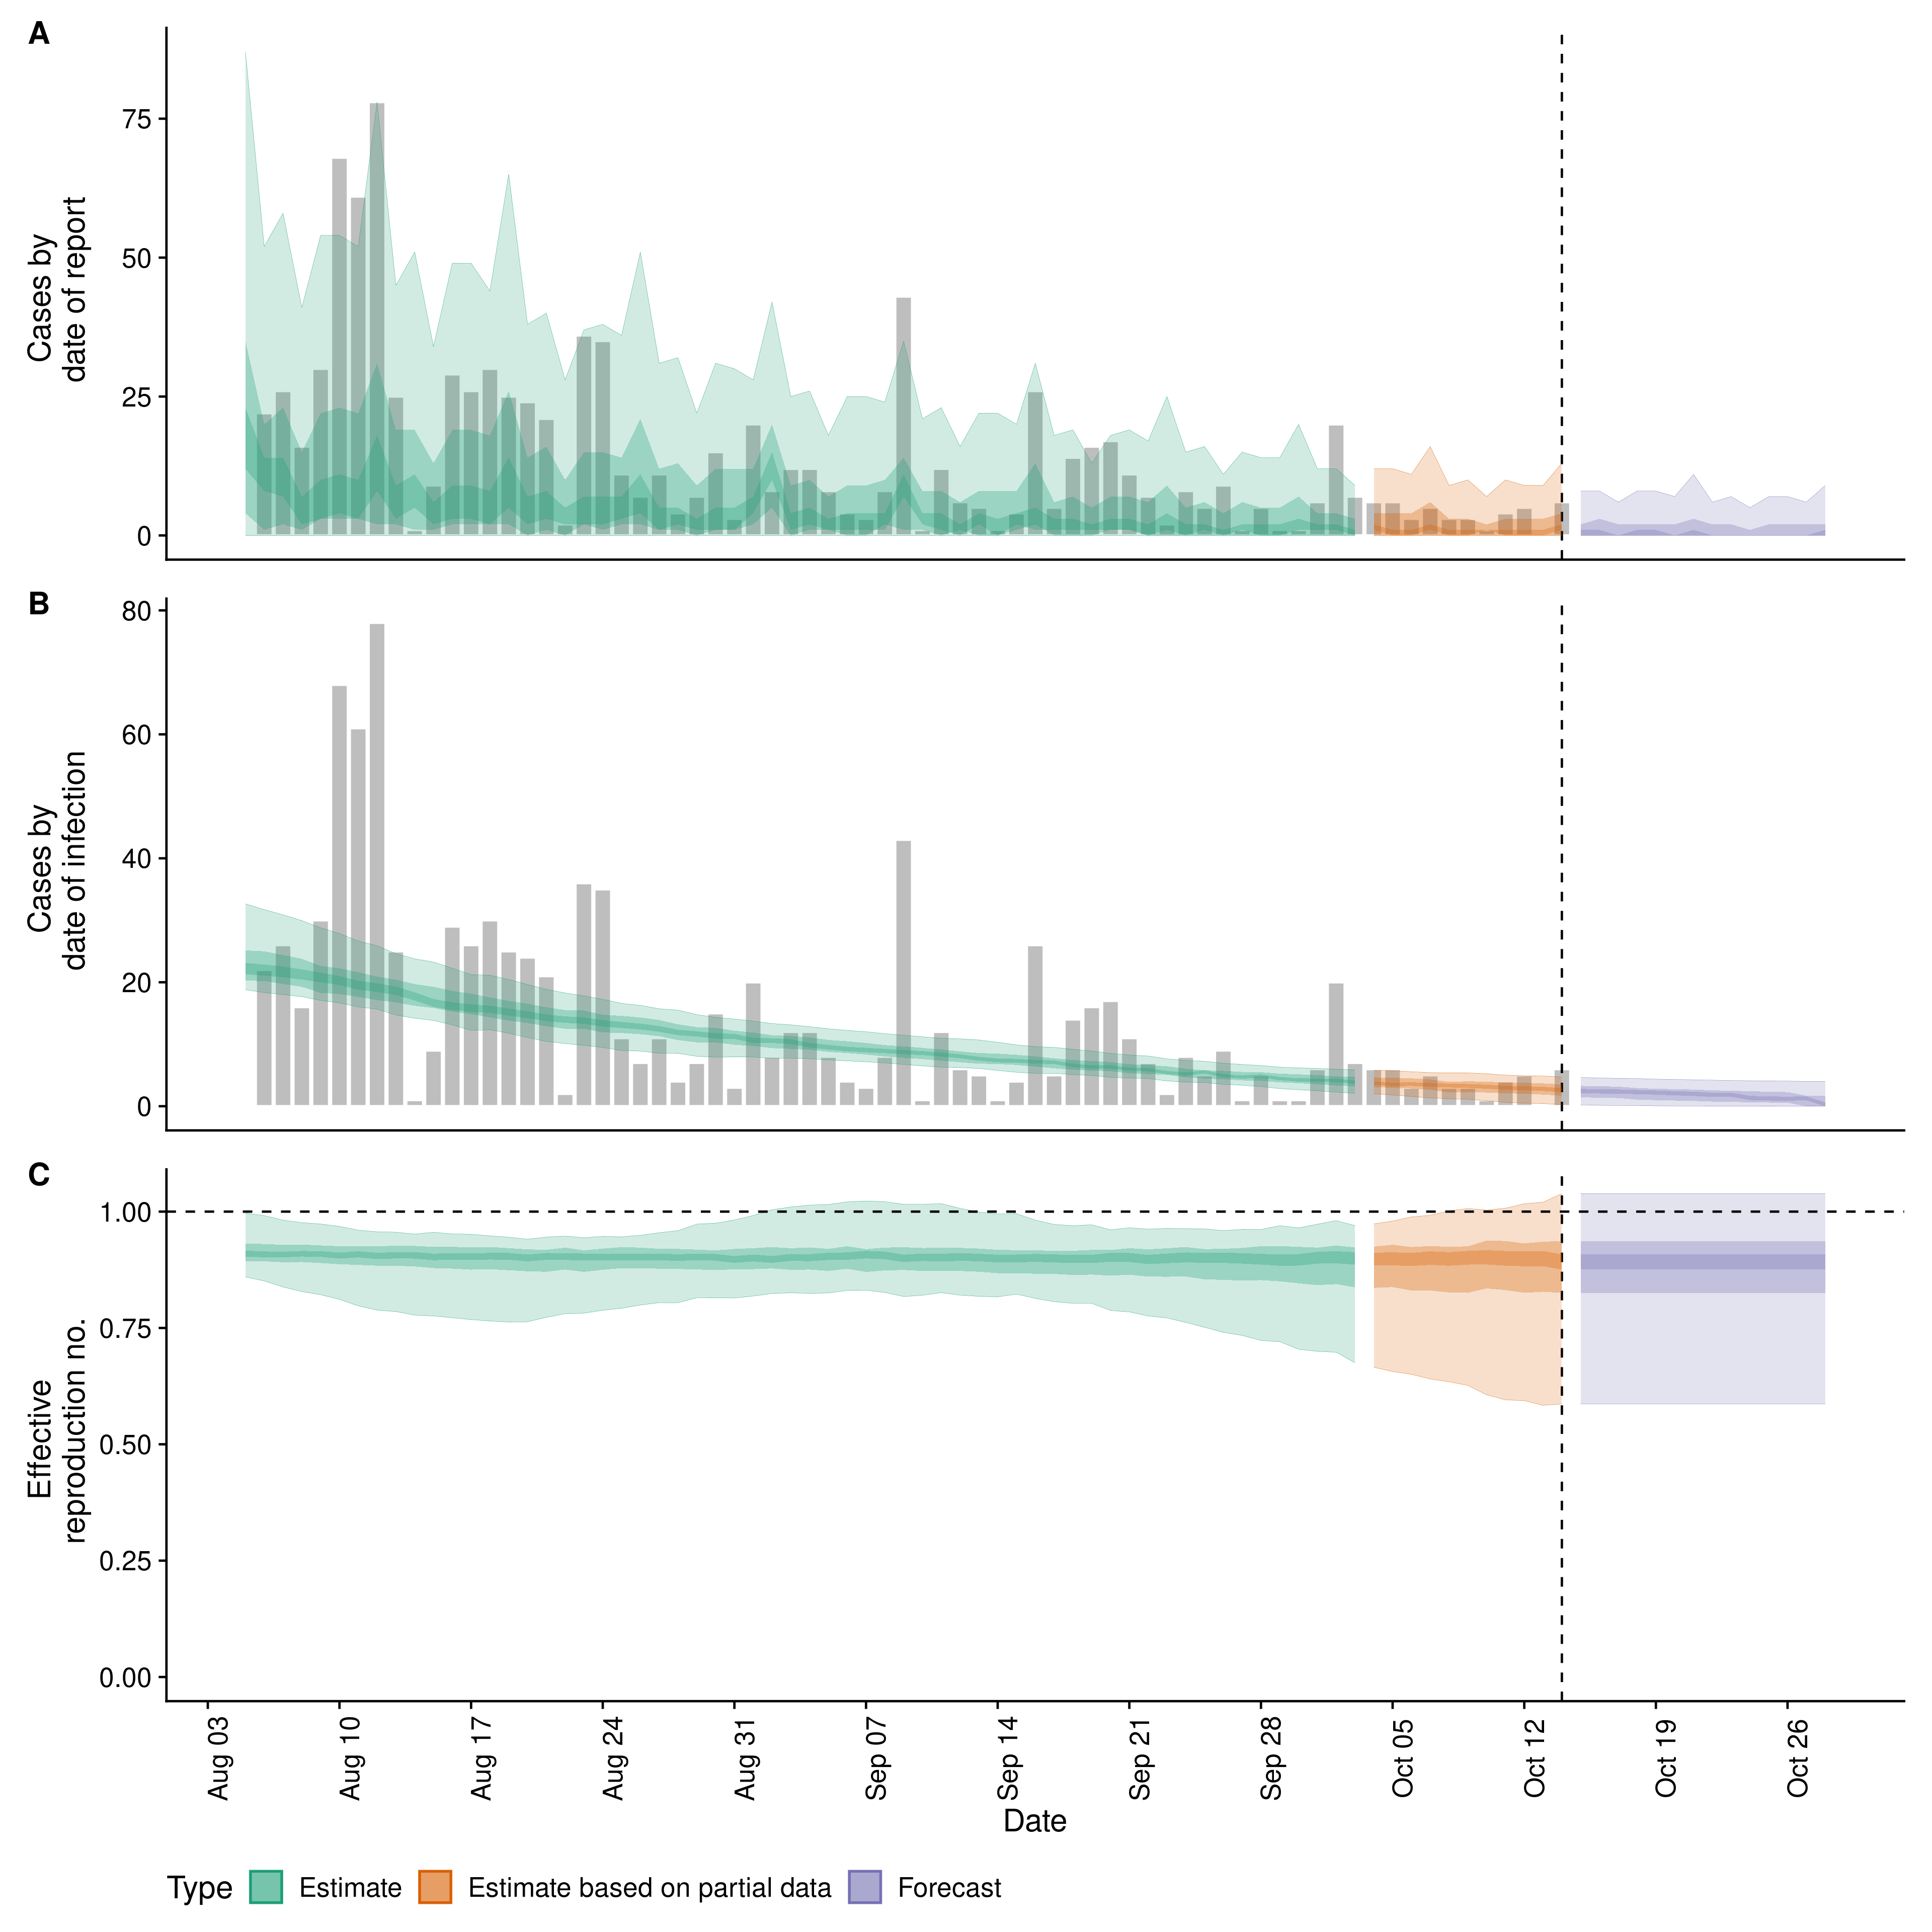 A
Cases by
date of report
75
50
25
0
B
Cases by
date of infection
80
60
40
20
0
C
Effective
reproduction no.
1.00
0.75
0.50
0.25
0.00
Aug 03
Aug 10
Aug 17
Aug 24
Aug 31
Sep 07
Sep 14
Sep 21
Sep 28
Oct 05
Oct 12
Oct 19
Oct 26
Date
Type Estimate Estimate based on partial data Forecast